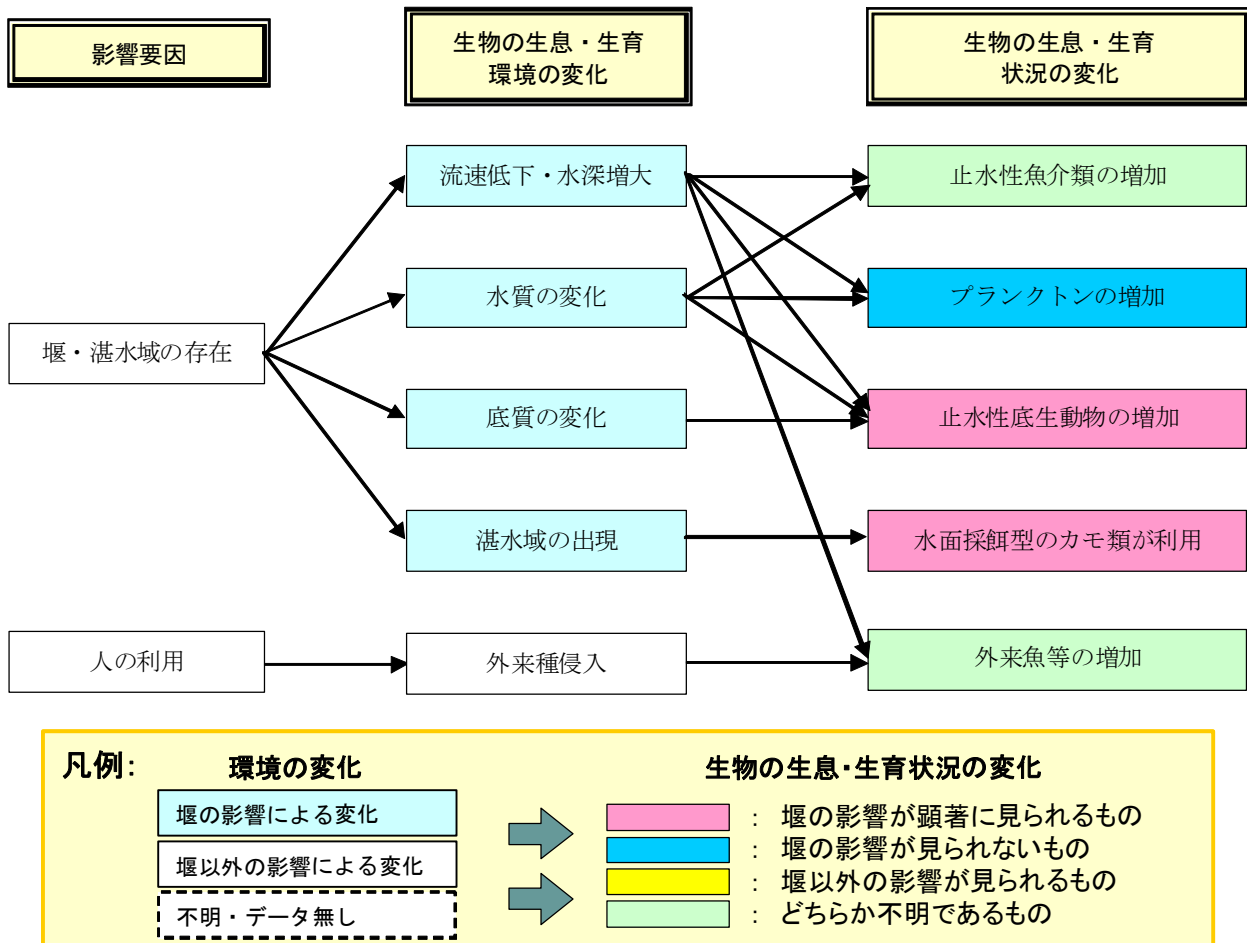 影響要因
生物の生息・生育
環境の変化
生物の生息・生育
状況の変化
流速低下・水深増大
止水性魚介類の増加
水質の変化
プランクトンの増加
堰・湛水域の存在
底質の変化
止水性底生動物の増加
湛水域の出現
水面採餌型のカモ類が利用
人の利用
外来種侵入
外来魚等の増加
凡例:
環境の変化
生物の生息・生育状況の変化
堰の影響による変化
堰以外の影響による変化
不明・データ無し
: 堰の影響が顕著に見られるもの
: 堰の影響が見られないもの
: 堰以外の影響が見られるもの
: どちらか不明であるもの